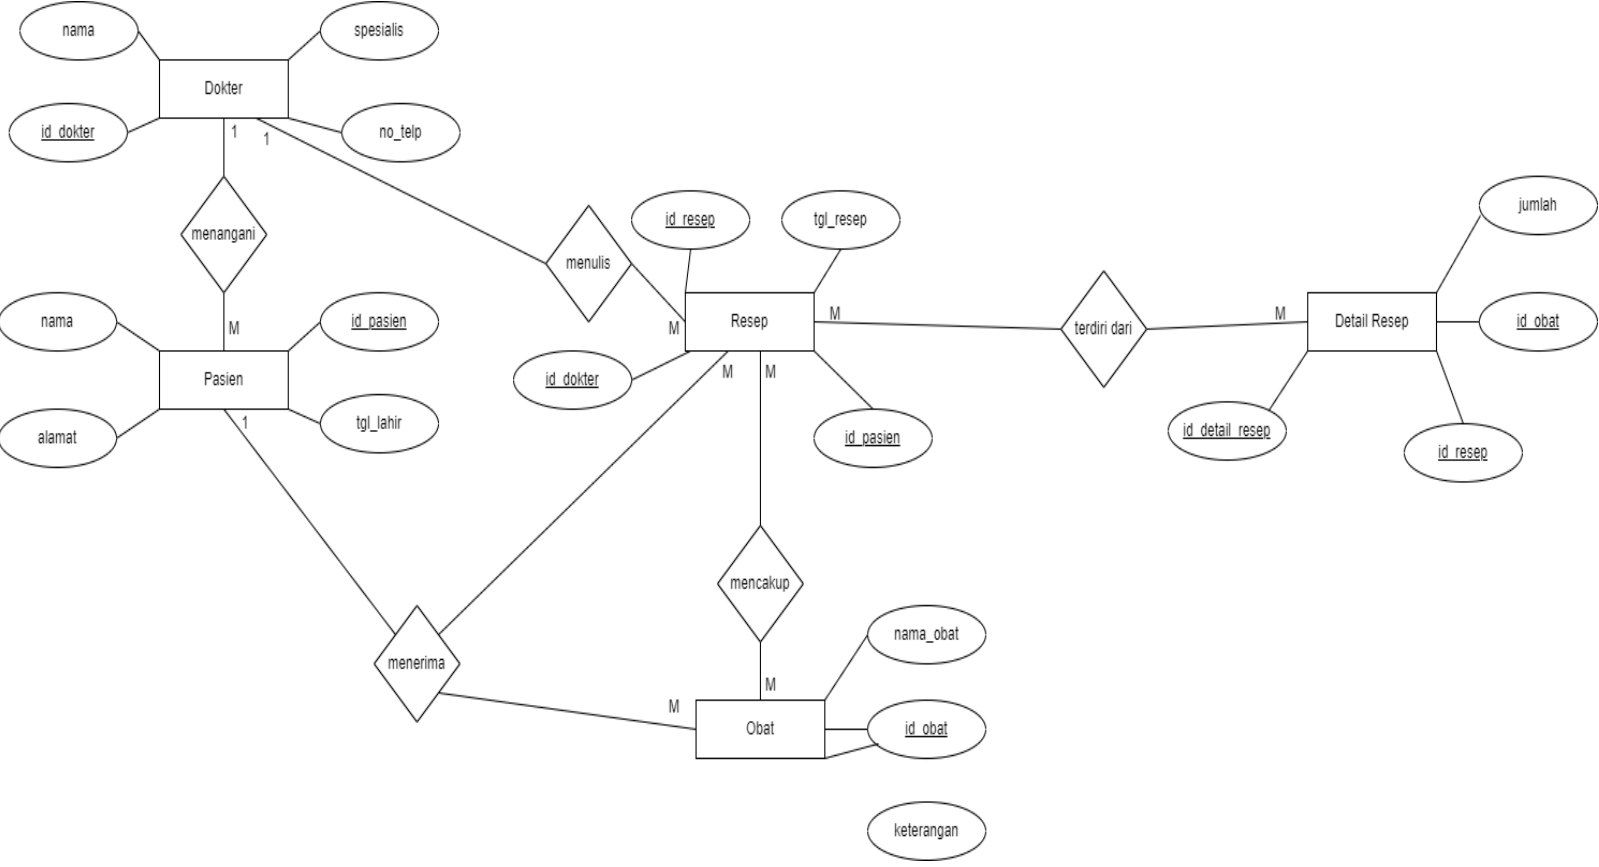 nama
spesialis
Dokter
id_dokter
no_telp
1
1
menangani
menulis
id_resep
tgl_resep
jumlah
M
nama
id_pasien
M
Resep
M
terdiri dari
M
Detail Resep
id_obat
Pasien
id_dokter
M
M
alamat
1
tgl_lahir
id_pasien
id_detail_resep
id_resep
mencakup
menerima
nama_obat
M
M
Obat
id_obat
keterangan